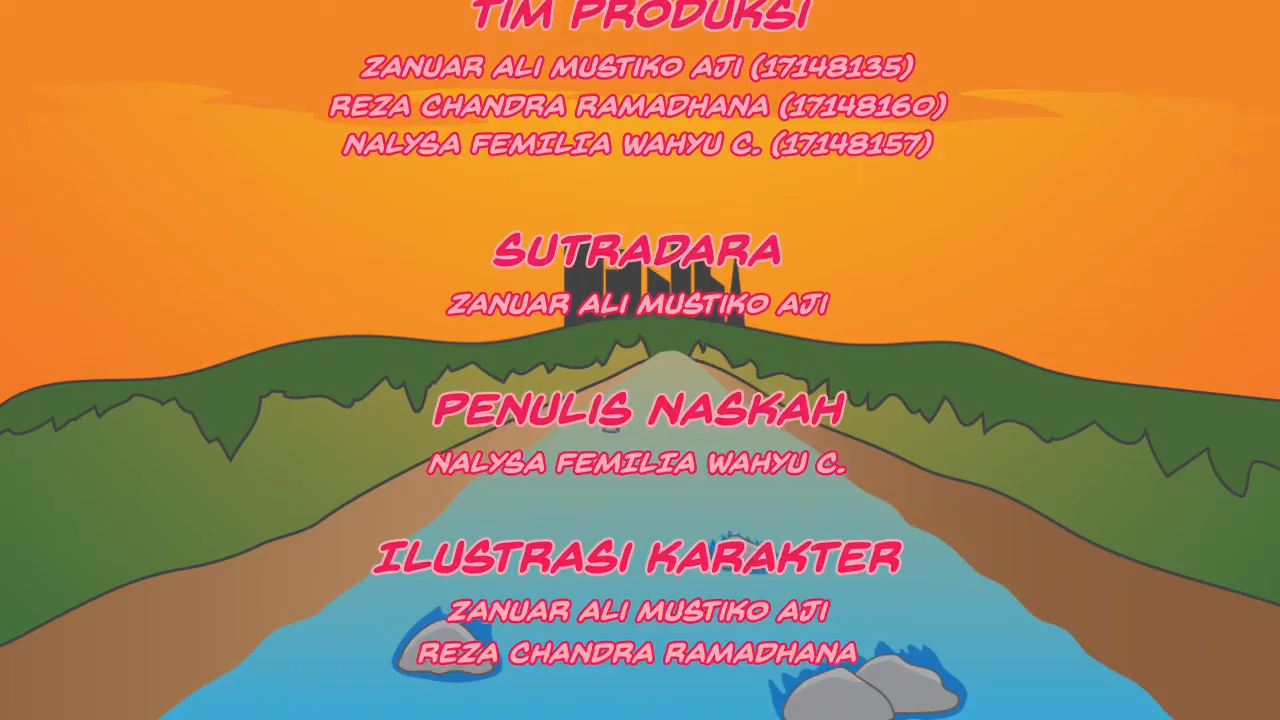 TIM PRODUKSI
ZANUAR ALI MUSTIKO AJI (17148135)
REZA CHANDRA RAMADHANA (17148160)
NALYSA FEMILIA WAHYU C. (17148157)
SUTRADARA
ZANUAR ALI MUSTIKO AJI
PENULIS NASKAH
NALYSA FEMILIA WAHYU C.
ILUSTRASI KARAKTER
ZANUAR ALI MUSTIKO AJI
REZA CHANDRA RAMADHANA